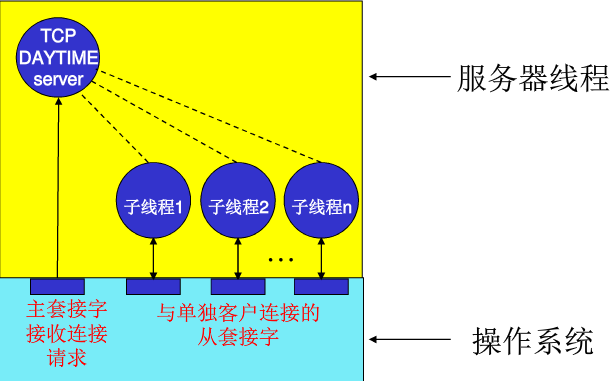 TCP
DAYTIME
server
服务器线程
子线程1
子线程2
子线程n
...
主套接字
接收连接
请求
与单独客户连接的
从套接字
操作系统